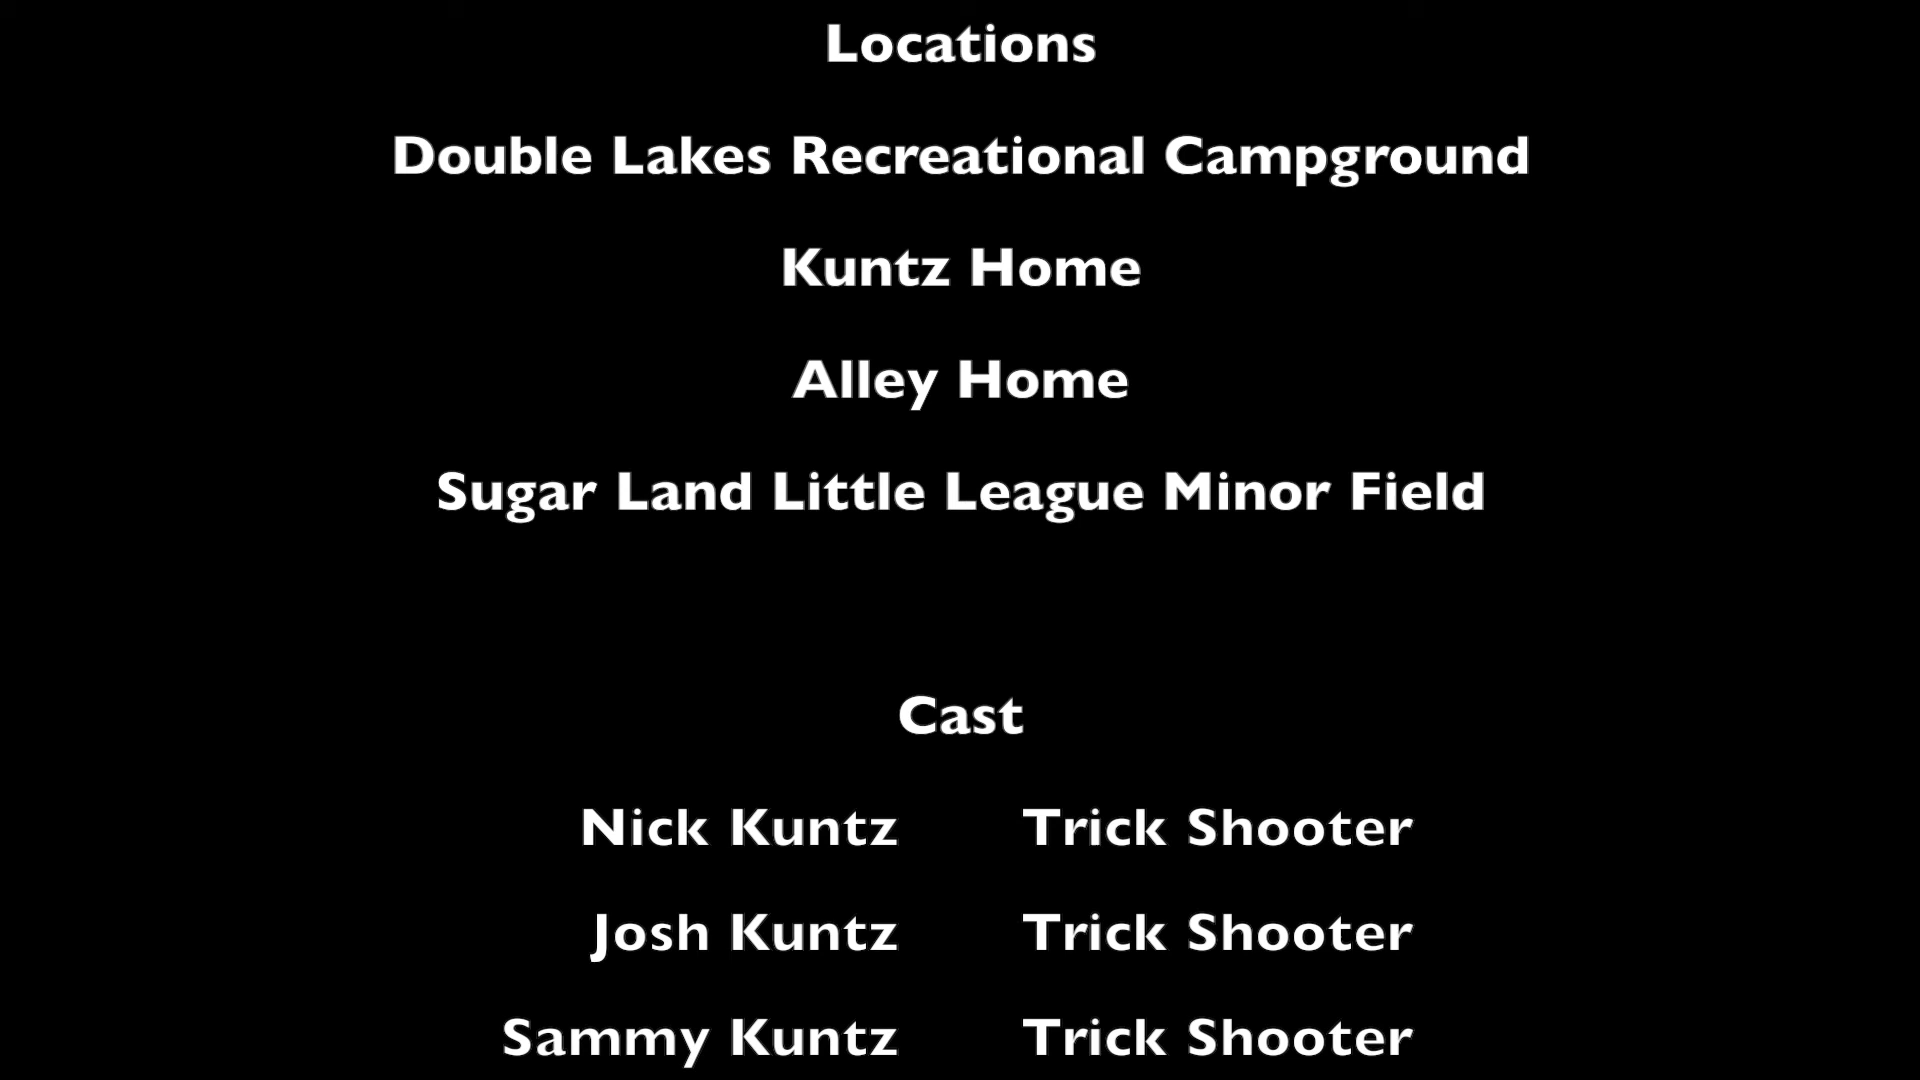 Locations
Double Lakes Recreational Campground
Kuntz Home
Alley Home
Sugar Land Little League Minor Field
Cast
Nick Kuntz Trick Shooter
Josh Kuntz Trick Shooter
Sammy Kuntz Trick Shooter